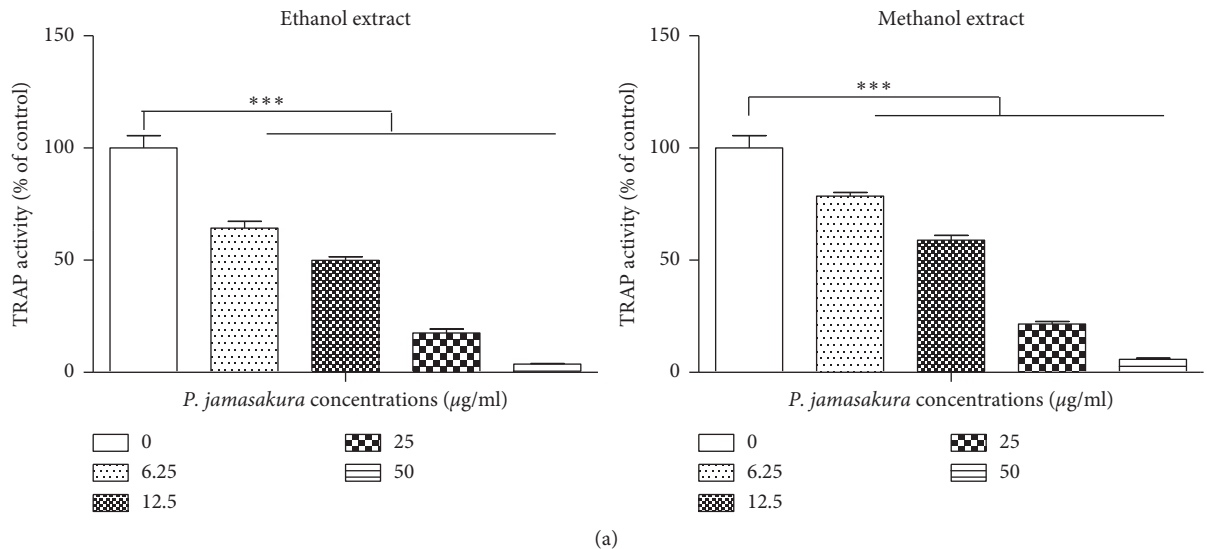 Ethanol extract
150
100
50
0
TRAP activity (% of control)
***
P. jamasakura concentrations (µg/ml)
0
6.25
12.5
25
50
Methanol extract
150
100
50
0
TRAP activity (% of control)
***
P. jamasakura concentrations (µg/ml)
0
6.25
12.5
25
50
(a)